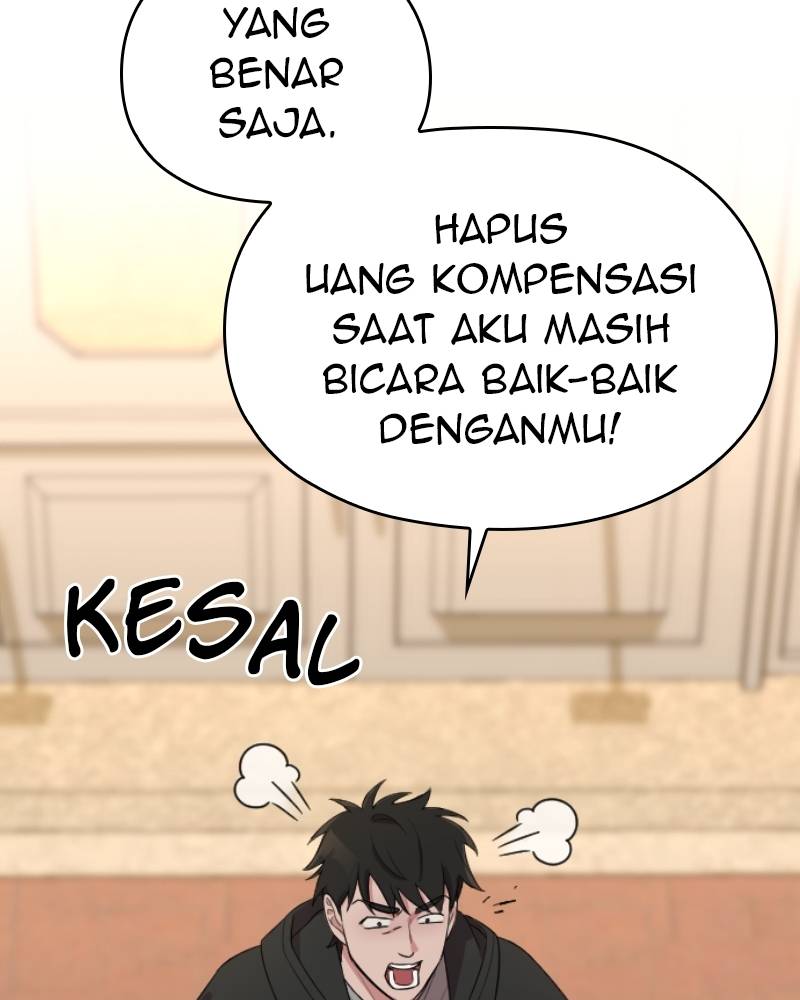 YANG
BENAR
SAJA.
HAPUS
UANG KOMPENSASI
SAAT AKU MASIH
BICARA BAIK-BAIK
DENGANMU!
KESAL